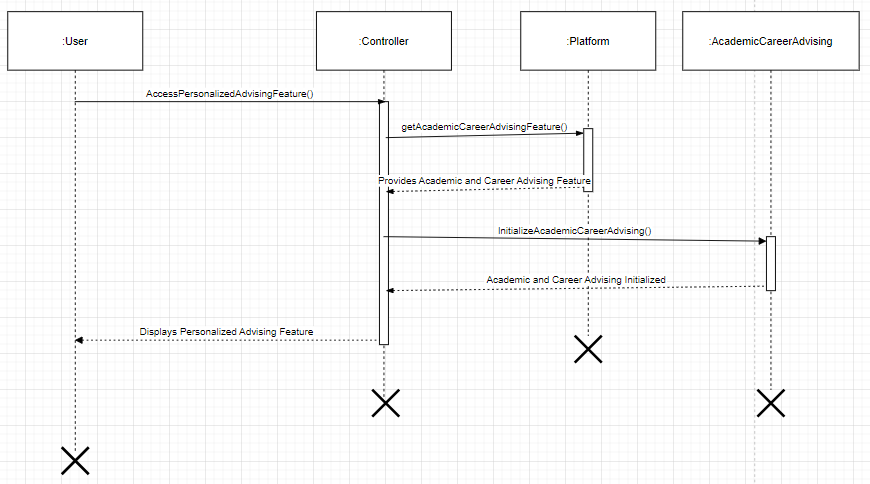 :User
:Controller
:Platform
:AcademicCareerAdvising
AccessPersonalizedAdvisingFeature()
getAcademicCareerAdvisingFeature()
Provides Academic and Career Advising Feature
InitializeAcademicCareerAdvising()
Academic and Career Advising Initialized
Displays Personalized Advising Feature